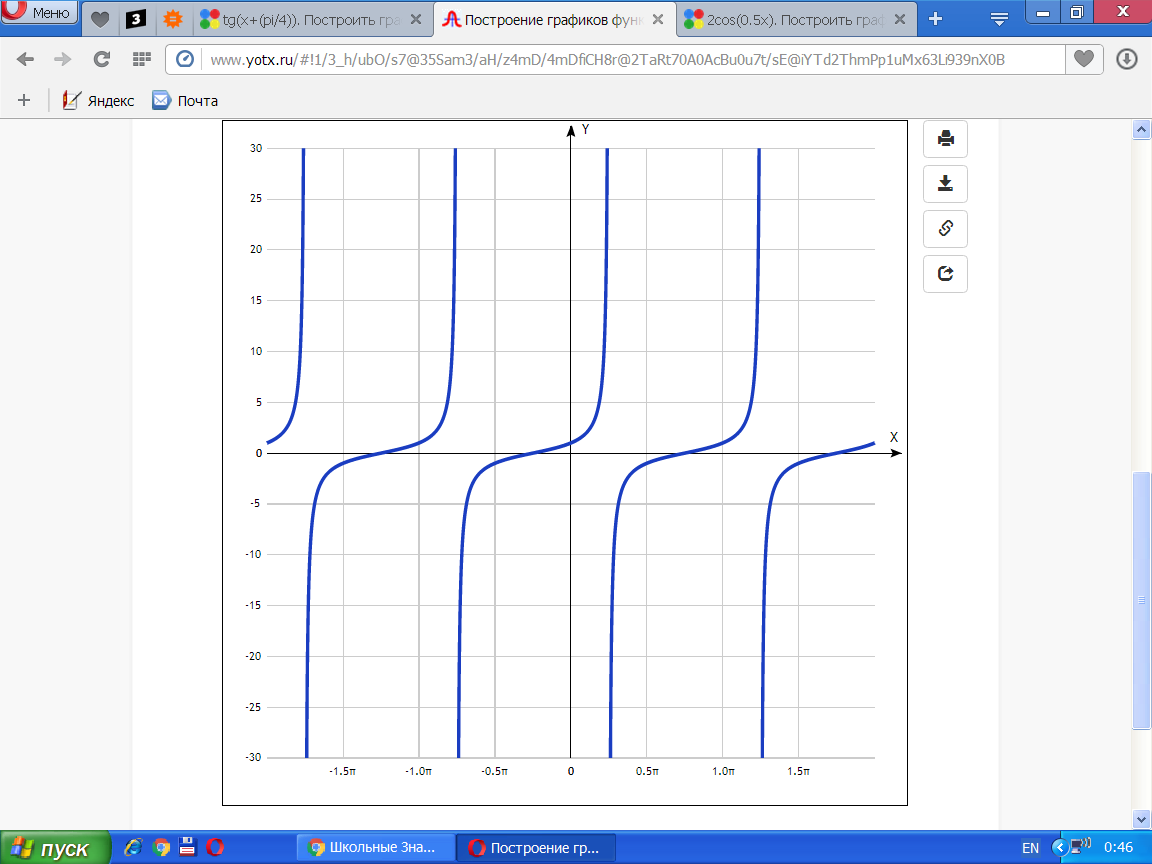 Меню
3
tg(x+(pi/4)). Построить гра
Построение графиков фун
2cos(0.5x). Построить граф
www.yotx.ru/#!1/3_h/ubO/s7@35Sam3/aH/z4mD/4mDfiCH8r@2TaRt70A0AcBu0u7t/sE@iYTd2ThmPp1uMx63Li939nX0B
Яндекс
Почта
Y
30
25
20
15
10
5
X
0
-5
-10
-15
-20
-25
-30
-1.5π -1.0π -0.5π 0 0.5π 1.0π 1.5π
пуск
Школьные Зна...
Построение гр...
EN
0:46